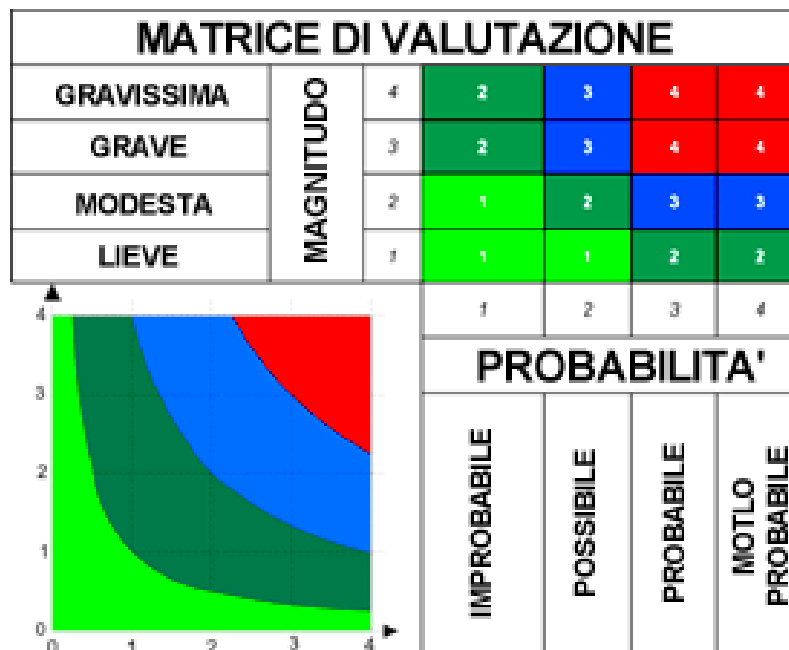 MATRICE DI VALUTAZIONE
GRAVISSIMA
MAGNITUDO
4 2 3 4 4
GRAVE
3 2 3 4 4
MODESTA
2 1 2 3 3
LIEVE
1 1 1 2 2
1 2 3 4
PROBABILITA'
IMPROBABILE
POSSIBILE
PROBABILE
MOTLO
PROBABILE
4
3
2
1
0
0 1 2 3 4